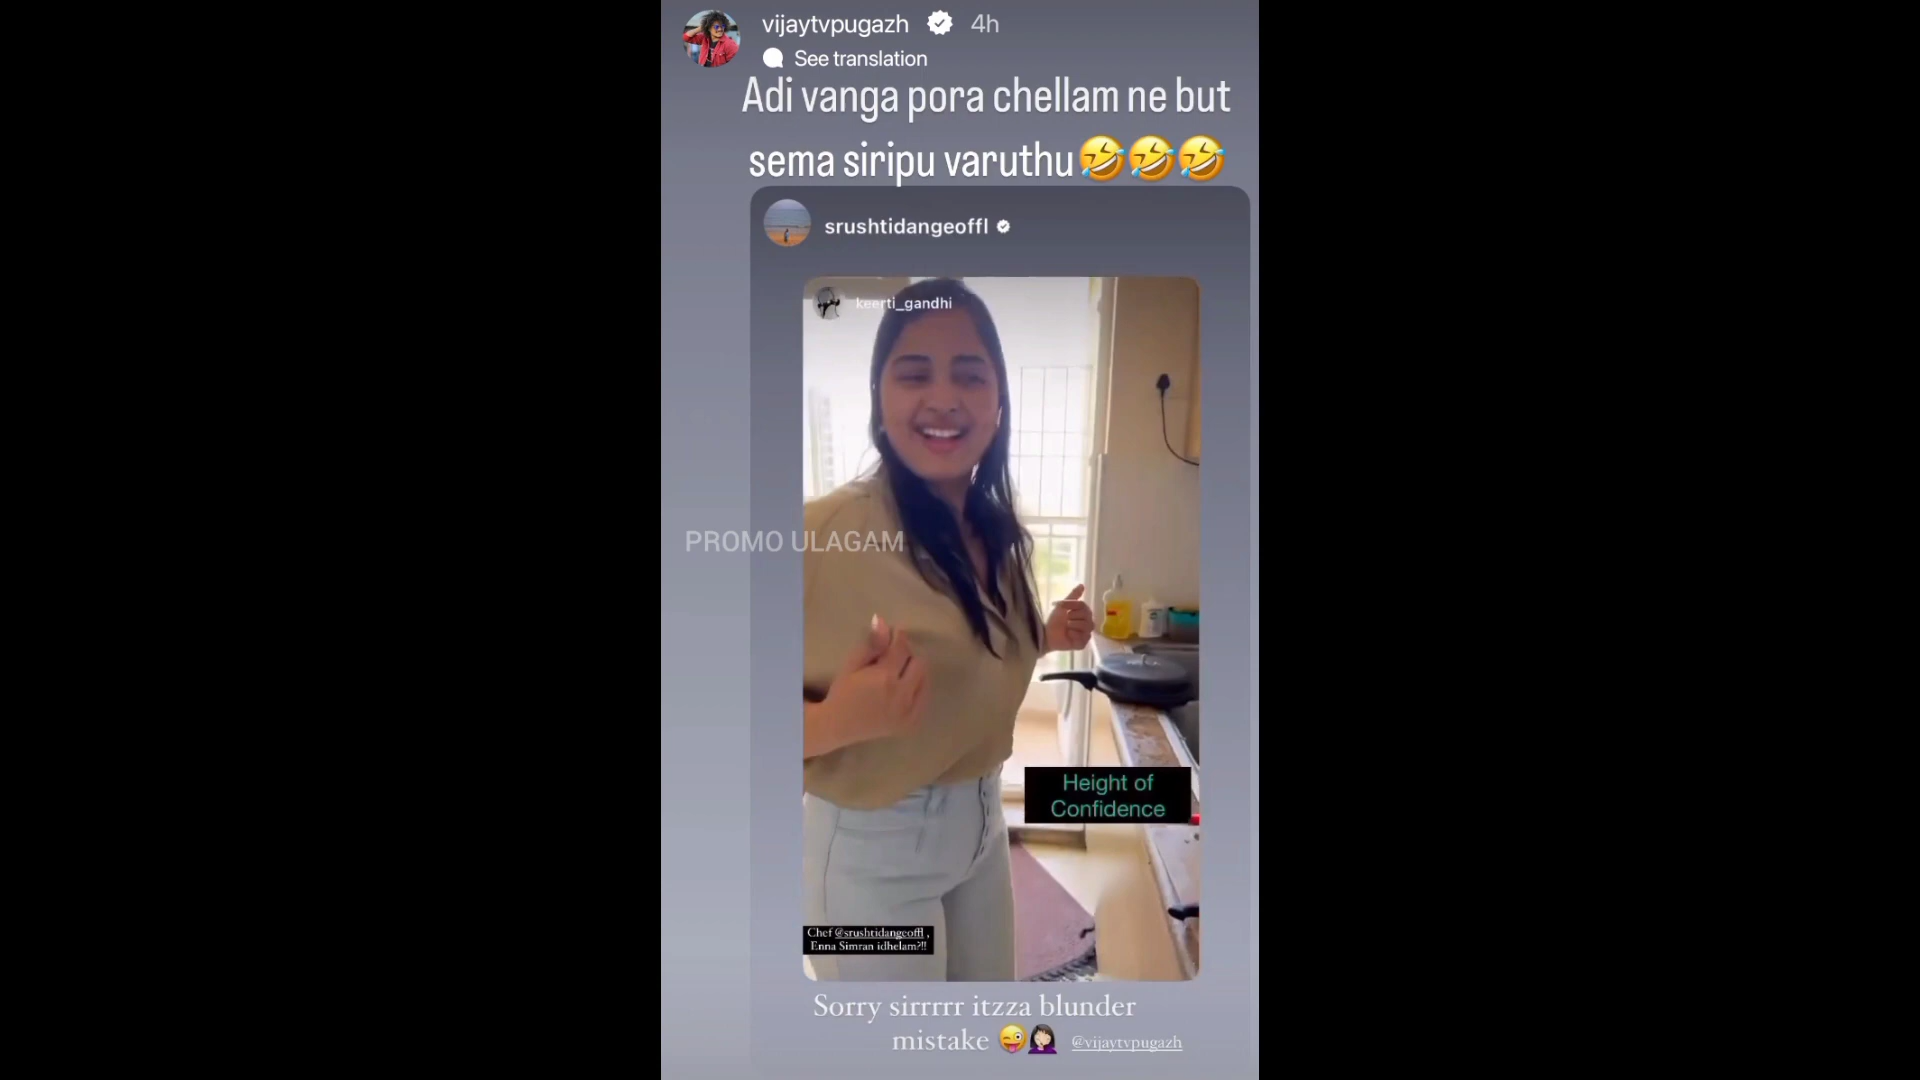 vijaytvpugazh 4h
See translation
Adi vanga pora chellam ne but
sema siripu varuthu🤣🤣🤣
srushtidangeoffl
keerti_gandhi
PROMO ULAGAM
Height of
Confidence
Chef @srushtidangeoffl ,
Enna Simran idhelam?!!
Sorry sirrrrr itzza blunder
mistake 😜🤦🏻‍♀️ @vijaytvpugazh